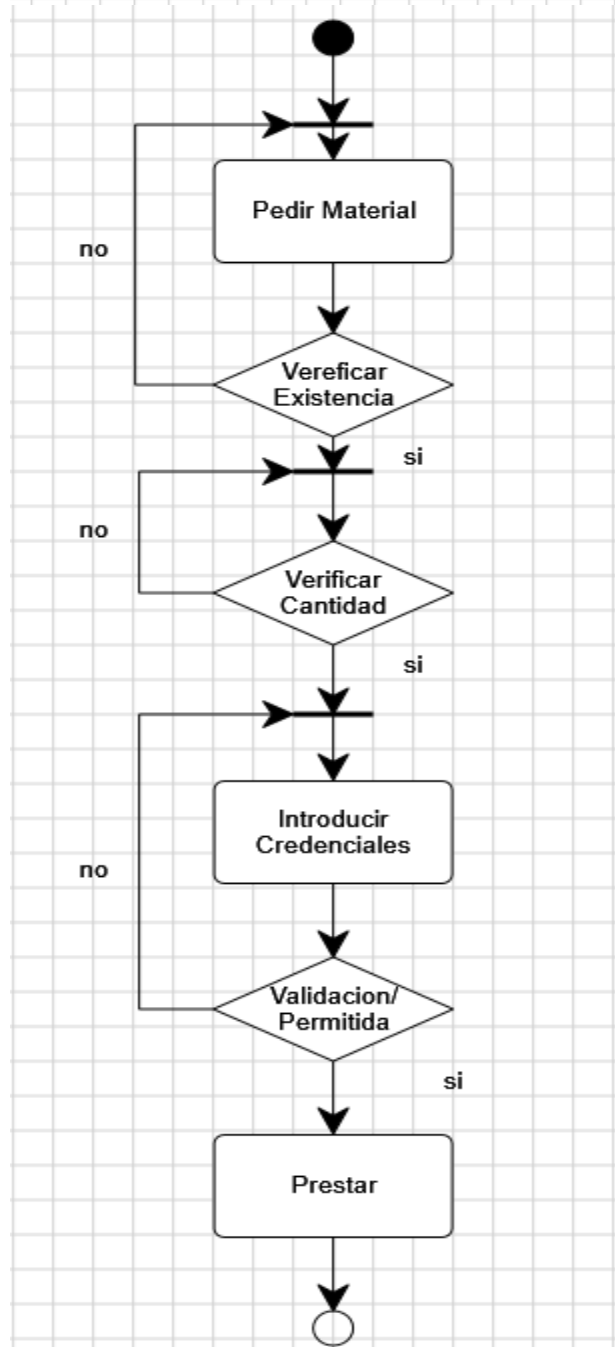 Pedir Material
no
Vereficar
Existencia
si
no
Verificar
Cantidad
si
Introducir
Credenciales
no
Validacion/
Permitida
si
Prestar